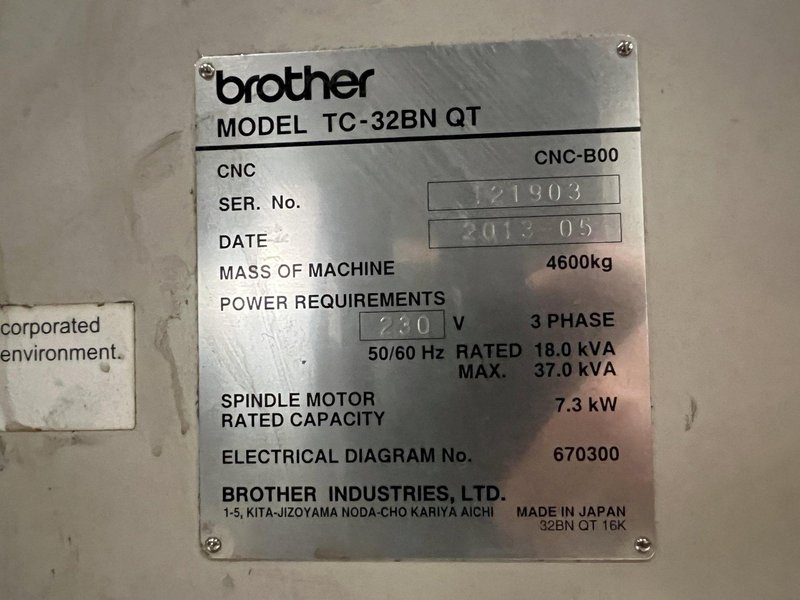 brother
MODEL TC-32BN QT
CNC CNC-B00
SER. No. 121903
DATE 2013 05
MASS OF MACHINE 4600kg
POWER REQUIREMENTS
230 V 3 PHASE
50/60 Hz RATED 18.0 kVA
MAX. 37.0 kVA
SPINDLE MOTOR
RATED CAPACITY 7.3 kW
ELECTRICAL DIAGRAM No. 670300
BROTHER INDUSTRIES, LTD.
1-5, KITA-JIZOYAMA NODA-CHO KARIYA AICHI MADE IN JAPAN
32BN QT 16K
corporated
environment.